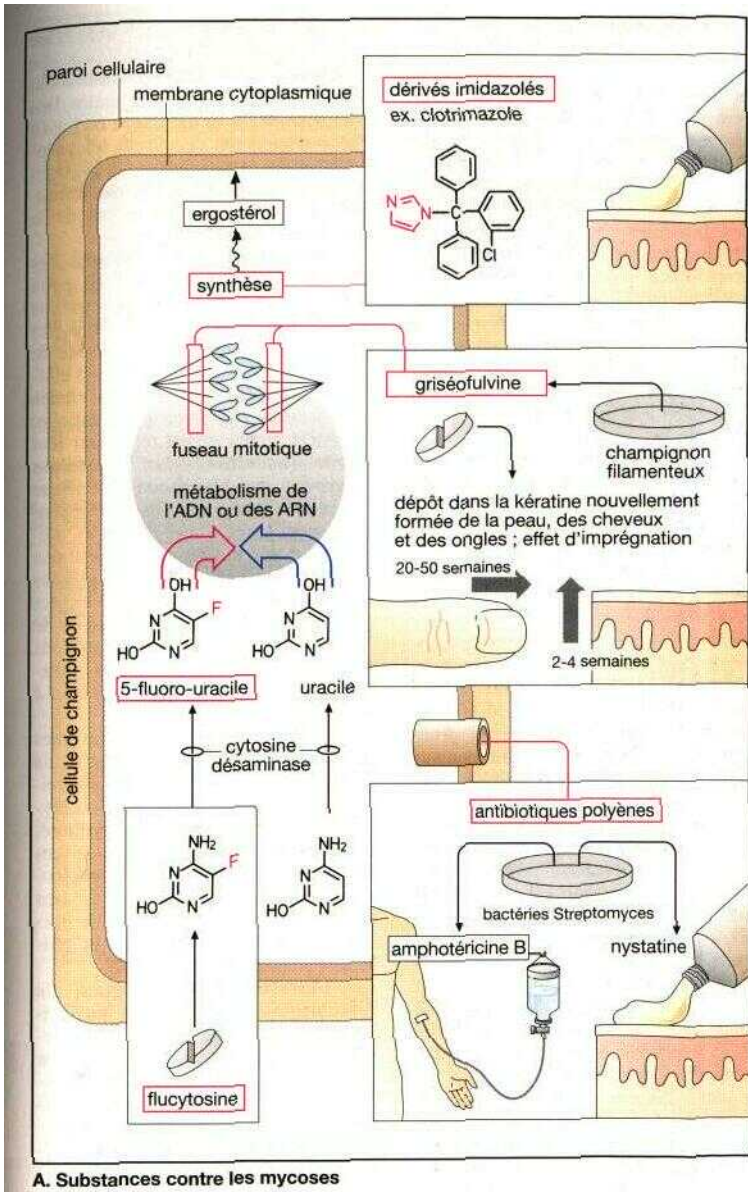 paroi cellulaire
membrane cytoplasmique
ergostérol
synthèse
dérivés imidazolés
ex. clotrimazole
N
N
C
Cl
griséofulvine
champignon
filamenteux
dépôt dans la kératine nouvellement
formée de la peau, des cheveux
et des ongles ; effet d'imprégnation
20-50 semaines
2-4 semaines
fuseau mitotique
métabolisme de
l'ADN ou des ARN
OH
F
N
HO
N
OH
N
HO
N
5-fluoro-uracile
uracile
cytosine
désaminase
NH2
F
N
HO
N
NH2
N
HO
N
flucytosine
cellule de champignon
antibiotiques polyènes
bactéries Streptomyces
amphotéricine B
nystatine
A. Substances contre les mycoses